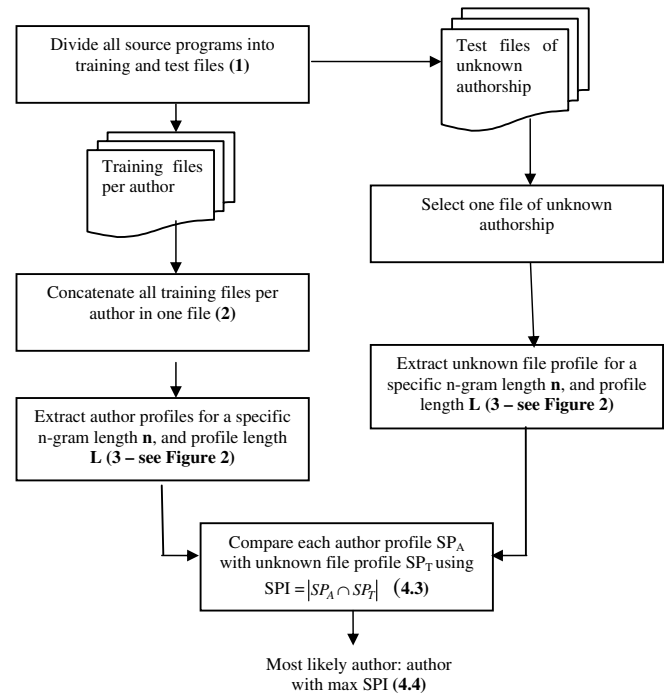 Divide all source programs into
training and test files (1)
Test files of
unknown
authorship
Training files
per author
Select one file of unknown
authorship
Concatenate all training files per
author in one file (2)
Extract unknown file profile for a
specific n-gram length n, and profile
length L (3 – see Figure 2)
Extract author profiles for a specific
n-gram length n, and profile length
L (3 – see Figure 2)
Compare each author profile SP_A
with unknown file profile SP_T using
SPI = |SP_A ∩ SP_T| (4.3)
Most likely author: author
with max SPI (4.4)